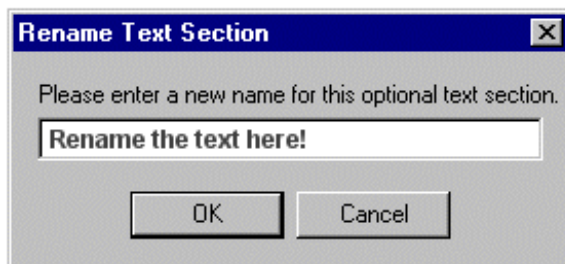 Rename Text Section
Please enter a new name for this optional text section.
Rename the text here!
OK Cancel